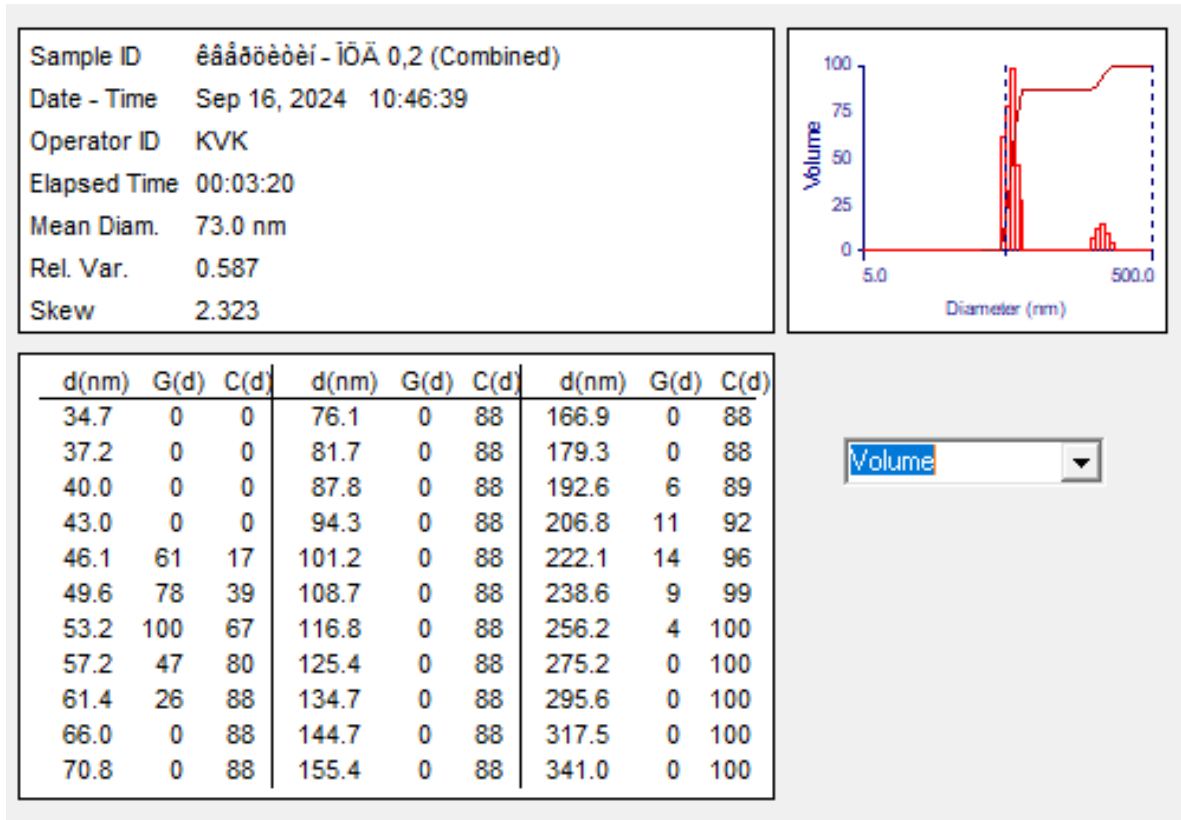 Sample ID êâåðöèòèí - ÏÔÄ 0,2 (Combined)
Date - Time Sep 16, 2024 10:46:39
Operator ID KVK
Elapsed Time 00:03:20
Mean Diam. 73.0 nm
Rel. Var. 0.587
Skew 2.323
100
75
50
25
0
Volume
5.0 500.0
Diameter (nm)
d(nm) G(d) C(d) d(nm) G(d) C(d) d(nm) G(d) C(d)
34.7 0 0 76.1 0 88 166.9 0 88
37.2 0 0 81.7 0 88 179.3 0 88
40.0 0 0 87.8 0 88 192.6 6 89
43.0 0 0 94.3 0 88 206.8 11 92
46.1 61 17 101.2 0 88 222.1 14 96
49.6 78 39 108.7 0 88 238.6 9 99
53.2 100 67 116.8 0 88 256.2 4 100
57.2 47 80 125.4 0 88 275.2 0 100
61.4 26 88 134.7 0 88 295.6 0 100
66.0 0 88 144.7 0 88 317.5 0 100
70.8 0 88 155.4 0 88 341.0 0 100
Volume